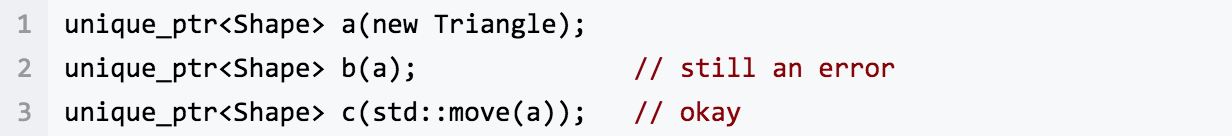 1 unique_ptr<Shape> a(new Triangle);
2 unique_ptr<Shape> b(a);              // still an error
3 unique_ptr<Shape> c(std::move(a));   // okay